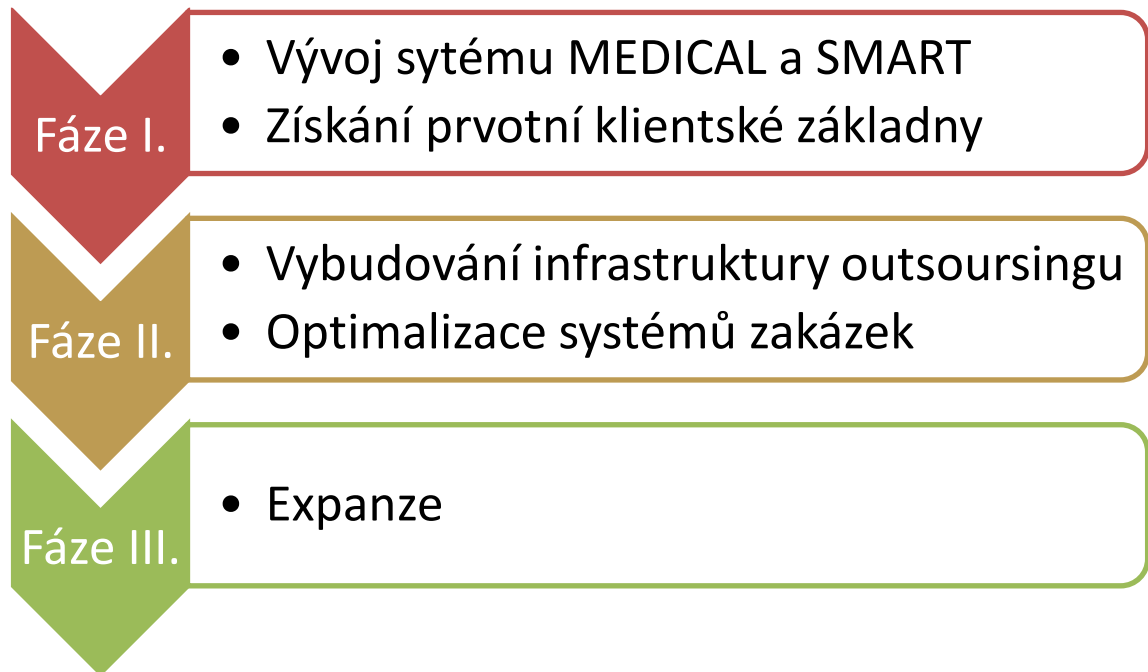 Fáze I.
• Vývoj sytému MEDICAL a SMART
• Získání prvotní klientské základny
Fáze II.
• Vybudování infrastruktury outsoursingu
• Optimalizace systémů zakázek
Fáze III.
• Expanze